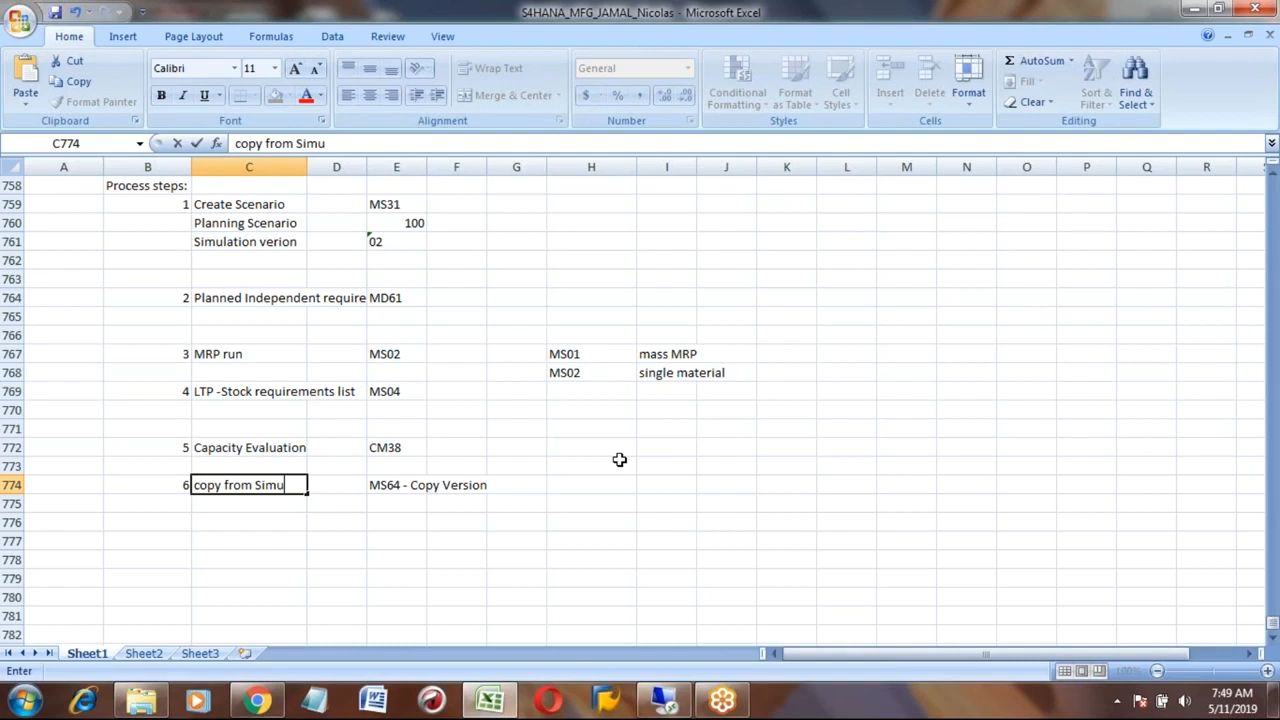 S4HANA_MFG_JAMAL_Nicolas - Microsoft Excel
Home Insert Page Layout Formulas Data Review View
Paste Cut Copy Format Painter Clipboard
Calibri 11 A A B I U A Font
Wrap Text Merge & Center Alignment
General $ % , Number
Conditional Formatting Format as Table Cell Styles Styles
Insert Delete Format Cells
Σ AutoSum Fill Clear Sort & Filter Find & Select Editing
C774 fx copy from Simu
A B C D E F G H I J K L M N O P Q R
758 Process steps:
759 1 Create Scenario MS31
760 Planning Scenario 100
761 Simulation verion 02
762
763
764 2 Planned Independent require MD61
765
766
767 3 MRP run MS02 MS01 mass MRP
768 MS02 single material
769 4 LTP -Stock requirements list MS04
770
771
772 5 Capacity Evaluation CM38
773
774 6 copy from Simu MS64 - Copy Version
775
776
777
778
779
780
781
782
Sheet1 Sheet2 Sheet3
Enter 100%
7:49 AM
5/11/2019